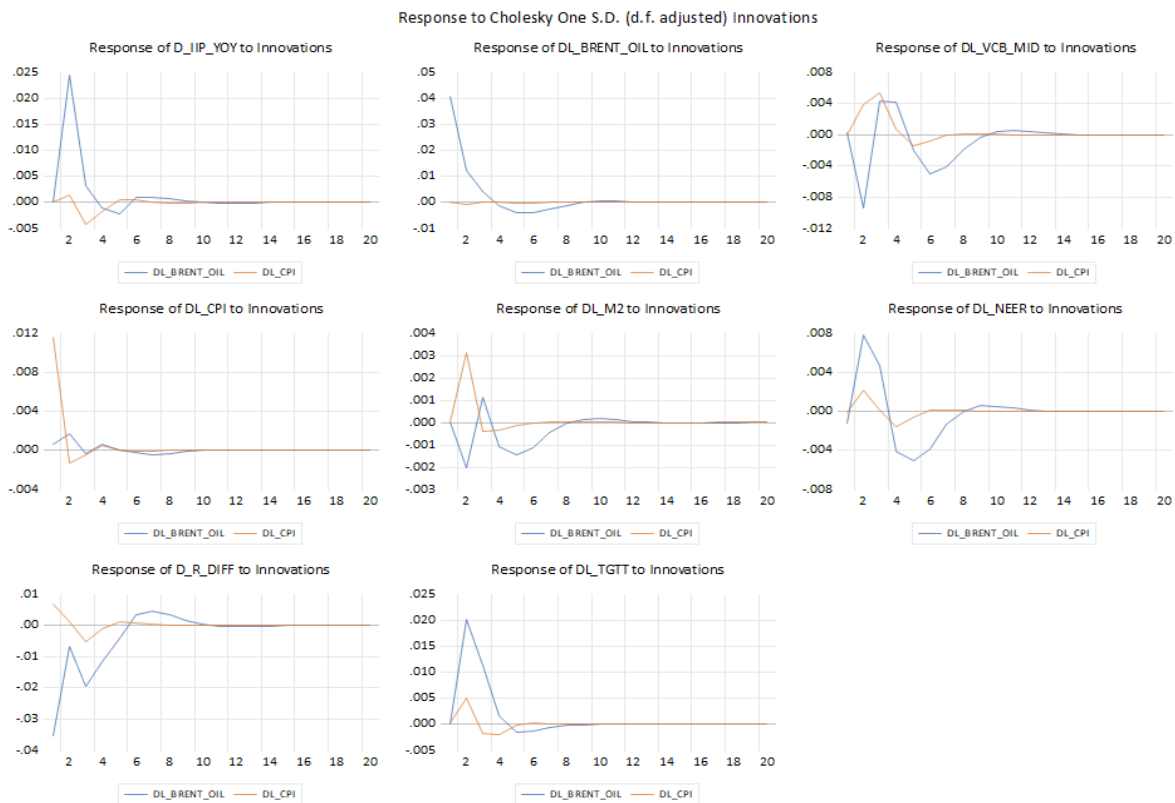 Response to Cholesky One S.D. (d.f. adjusted) Innovations
Response of D_IIP_YOY to Innovations
.025
.020
.015
.010
.005
.000
-.005
2 4 6 8 10 12 14 16 18 20
DL_BRENT_OIL DL_CPI
Response of DL_BRENT_OIL to Innovations
.05
.04
.03
.02
.01
.00
-.01
2 4 6 8 10 12 14 16 18 20
DL_BRENT_OIL DL_CPI
Response of DL_VCB_MID to Innovations
.008
.004
.000
-.004
-.008
-.012
2 4 6 8 10 12 14 16 18 20
DL_BRENT_OIL DL_CPI
Response of DL_CPI to Innovations
.012
.008
.004
.000
-.004
2 4 6 8 10 12 14 16 18 20
DL_BRENT_OIL DL_CPI
Response of DL_M2 to Innovations
.004
.003
.002
.001
.000
-.001
-.002
-.003
2 4 6 8 10 12 14 16 18 20
DL_BRENT_OIL DL_CPI
Response of DL_NEER to Innovations
.008
.004
.000
-.004
-.008
2 4 6 8 10 12 14 16 18 20
DL_BRENT_OIL DL_CPI
Response of D_R_DIFF to Innovations
.01
.00
-.01
-.02
-.03
-.04
2 4 6 8 10 12 14 16 18 20
DL_BRENT_OIL DL_CPI
Response of DL_TGTT to Innovations
.025
.020
.015
.010
.005
.000
-.005
2 4 6 8 10 12 14 16 18 20
DL_BRENT_OIL DL_CPI